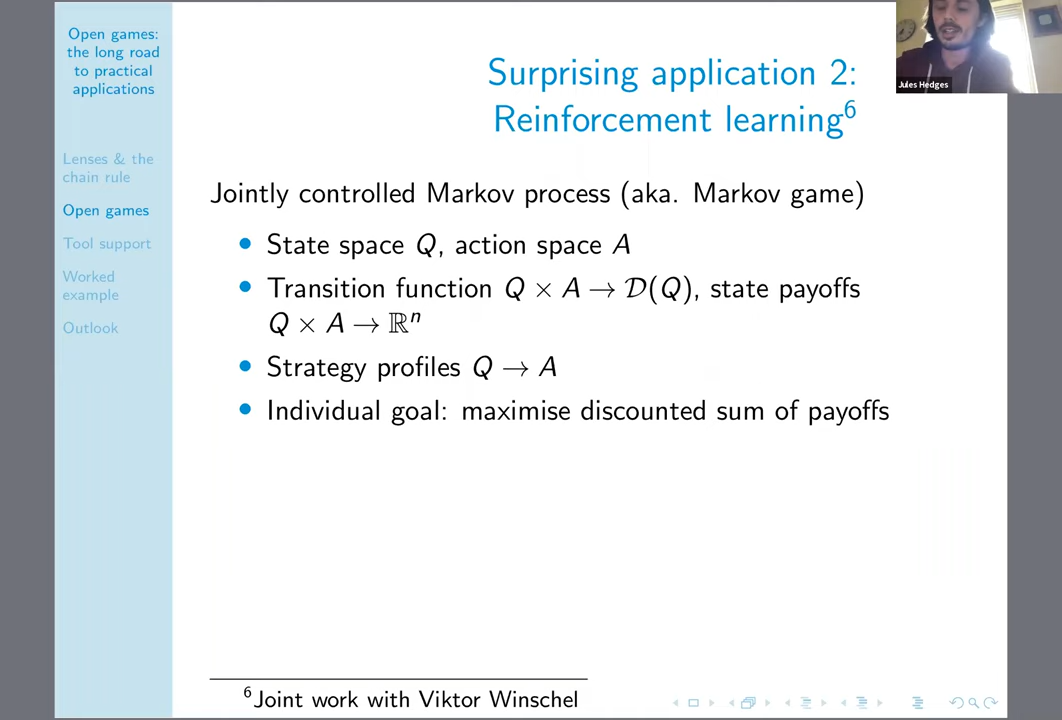 Open games:
the long road
to practical
applications
Lenses & the
chain rule
Open games
Tool support
Worked
example
Outlook
Surprising application 2:
Reinforcement learning⁶
Jointly controlled Markov process (aka. Markov game)
• State space Q, action space A
• Transition function Q × A → 𝒟(Q), state payoffs
Q × A → ℝⁿ
• Strategy profiles Q → A
• Individual goal: maximise discounted sum of payoffs
⁶Joint work with Viktor Winschel
Jules Hedges